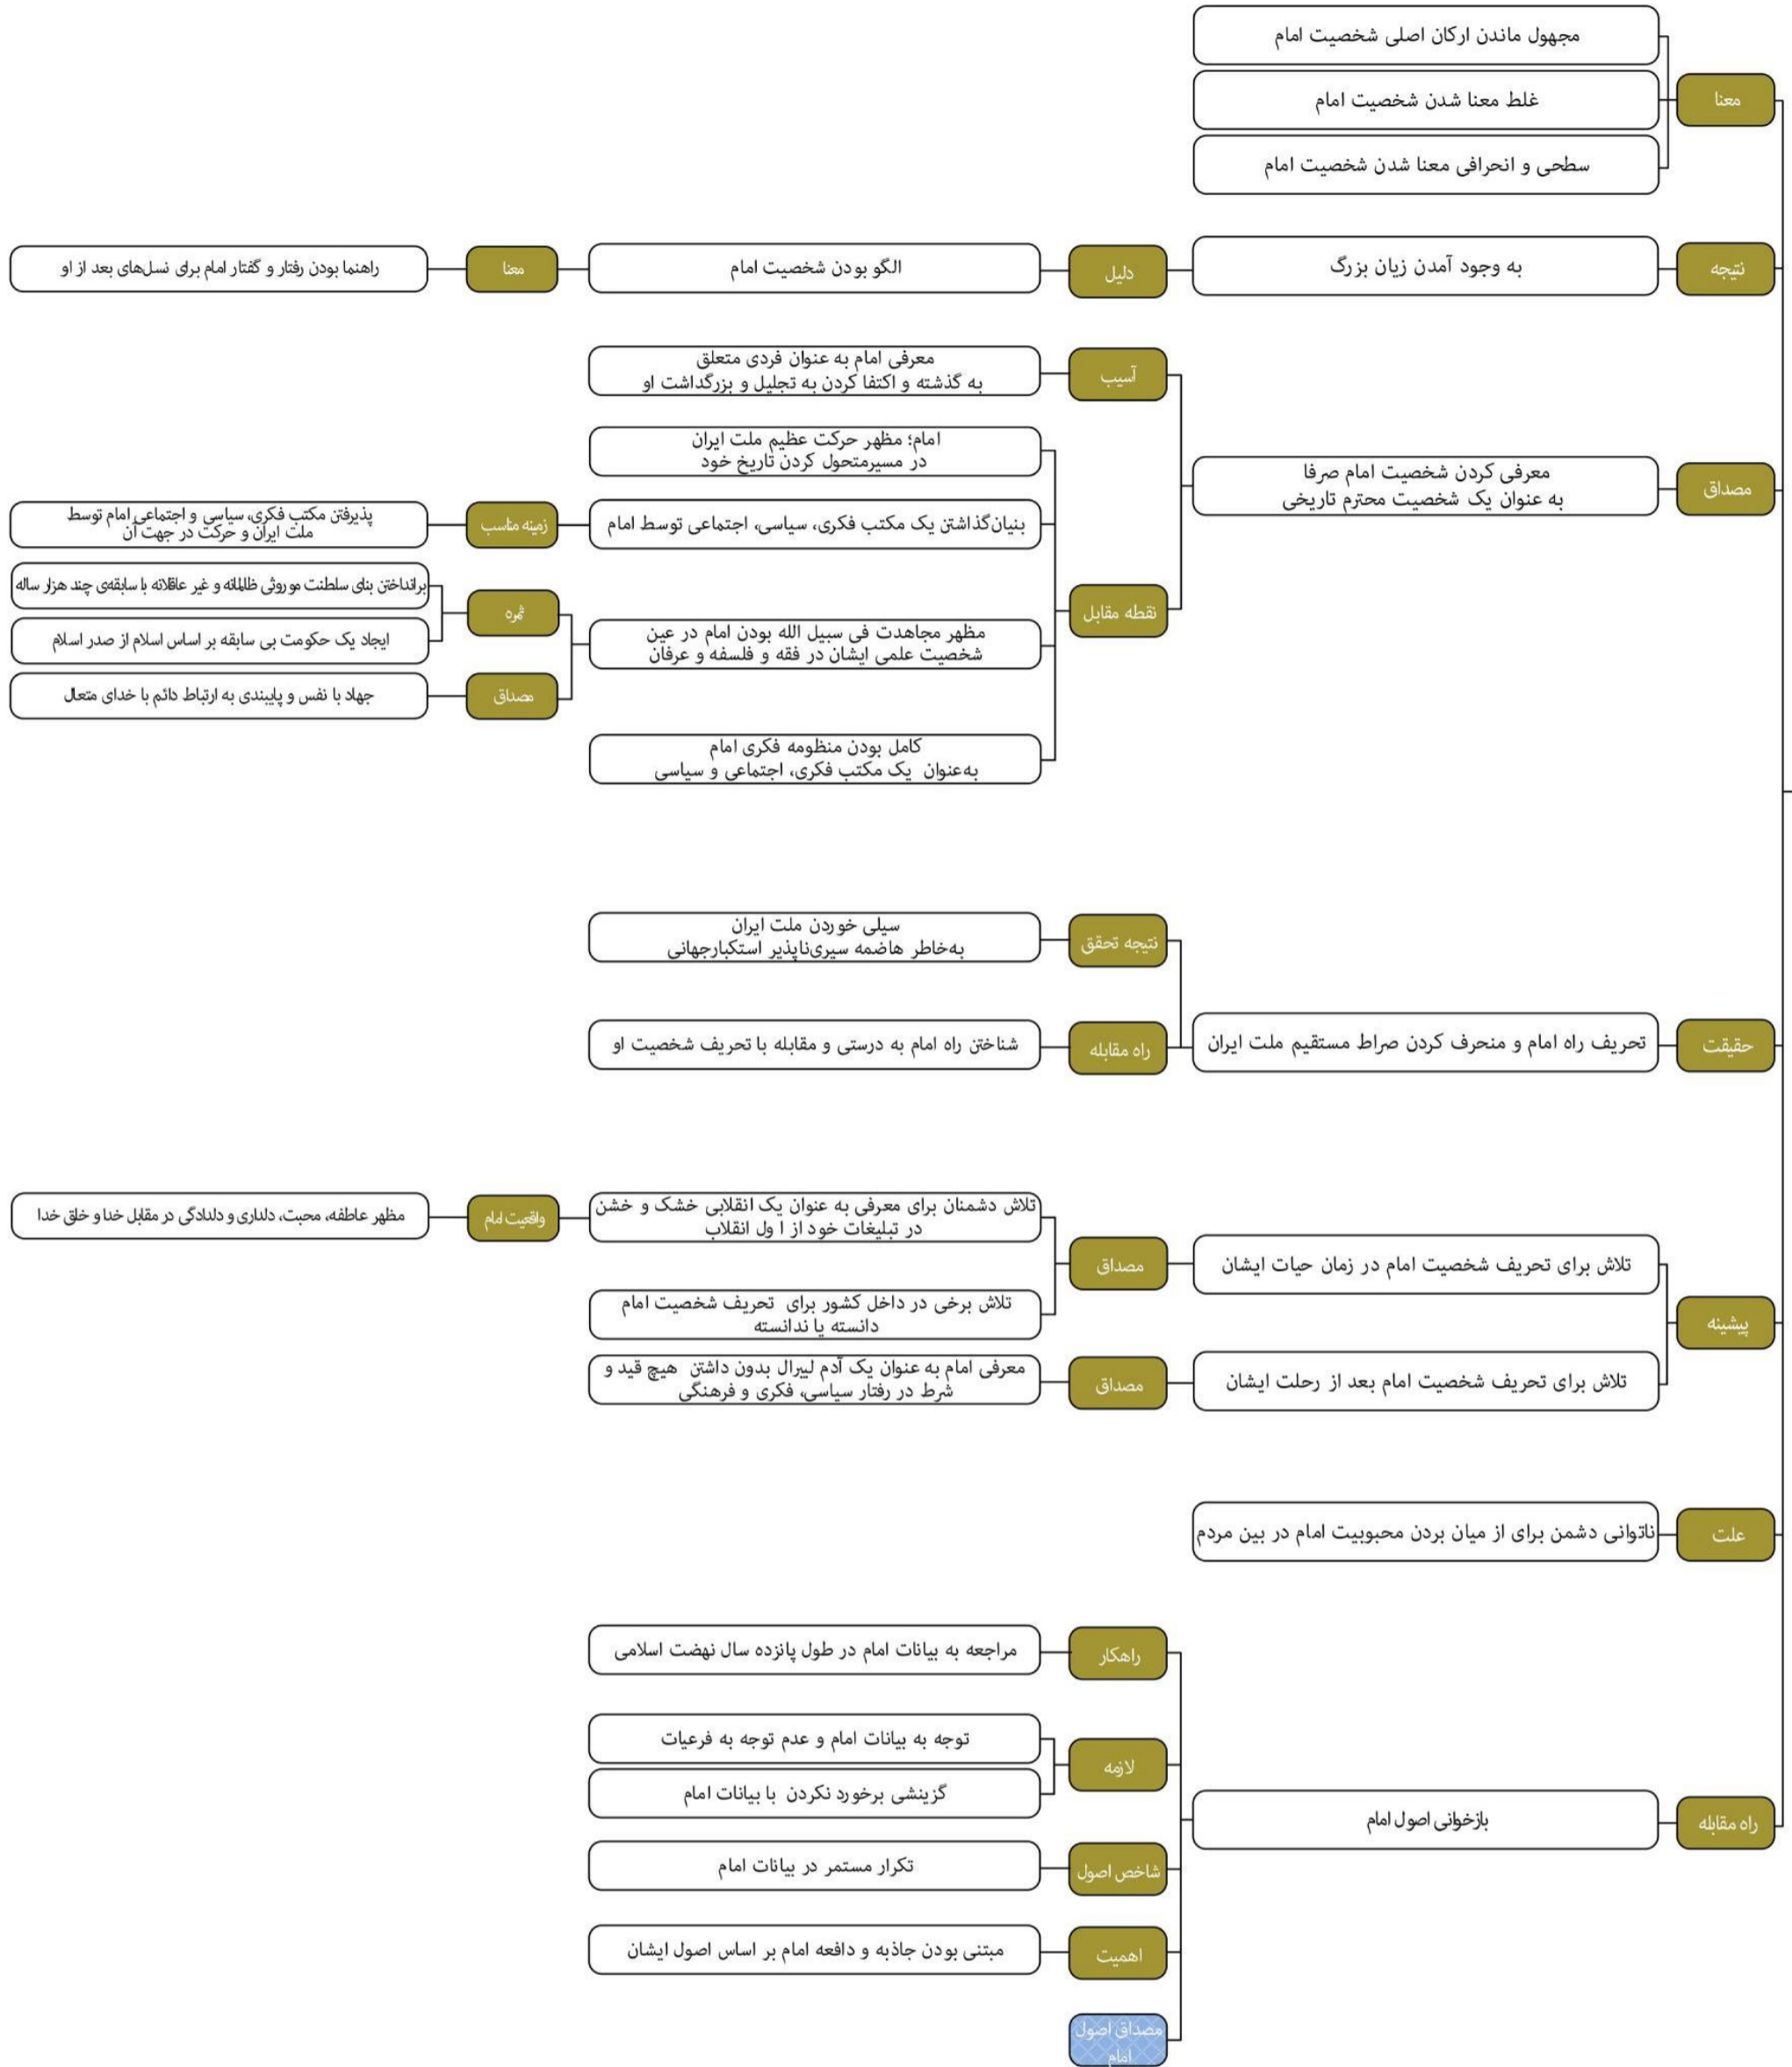 معنا
مجهول ماندن ارکان اصلی شخصیت امام
غلط معنا شدن شخصیت امام
سطحی و انحرافی معنا شدن شخصیت امام
نتیجه
به وجود آمدن زیان بزرگ
دلیل
الگو بودن شخصیت امام
معنا
راهنما بودن رفتار و گفتار امام برای نسل‌های بعد از او
مصداق
معرفی کردن شخصیت امام صرفا
به عنوان یک شخصیت محترم تاریخی
آسیب
معرفی امام به عنوان فردی متعلق
به گذشته و اکتفا کردن به تجلیل و بزرگداشت او
نقطه مقابل
امام؛ مظهر حرکت عظیم ملت ایران
در مسیرمتحول کردن تاریخ خود
بنیان‌گذاشتن یک مکتب فکری، سیاسی، اجتماعی توسط امام
زمینه مناسب
پذیرفتن مکتب فکری، سیاسی و اجتماعی امام توسط
ملت ایران و حرکت در جهت آن
مظهر مجاهدت فی سبیل الله بودن امام در عین
شخصیت علمی ایشان در فقه و فلسفه و عرفان
ثمره
برانداختن بنای سلطنت موروثی ظالمانه و غیر عاقلانه با سابقه‌ی چند هزار ساله
ایجاد یک حکومت بی سابقه بر اساس اسلام از صدر اسلام
مصداق
جهاد با نفس و پایبندی به ارتباط دائم با خدای متعال
کامل بودن منظومه فکری امام
به‌عنوان یک مکتب فکری، اجتماعی و سیاسی
حقیقت
تحریف راه امام و منحرف کردن صراط مستقیم ملت ایران
نتیجه تحقق
سیلی خوردن ملت ایران
به‌خاطر هاضمه سیری‌ناپذیر استکبارجهانی
راه مقابله
شناختن راه امام به درستی و مقابله با تحریف شخصیت او
پیشینه
تلاش برای تحریف شخصیت امام در زمان حیات ایشان
مصداق
تلاش دشمنان برای معرفی به عنوان یک انقلابی خشک و خشن
در تبلیغات خود از ا ول انقلاب
واقعیت امام
مظهر عاطفه، محبت، دلداری و دلدادگی در مقابل خدا و خلق خدا
تلاش برخی در داخل کشور برای تحریف شخصیت امام
دانسته یا ندانسته
تلاش برای تحریف شخصیت امام بعد از رحلت ایشان
مصداق
معرفی امام به عنوان یک آدم لیبرال بدون داشتن هیچ قید و
شرط در رفتار سیاسی، فکری و فرهنگی
علت
ناتوانی دشمن برای از میان بردن محبوبیت امام در بین مردم
راه مقابله
بازخوانی اصول امام
راهکار
مراجعه به بیانات امام در طول پانزده سال نهضت اسلامی
لازمه
توجه به بیانات امام و عدم توجه به فرعیات
گزینشی برخورد نکردن با بیانات امام
شاخص اصول
تکرار مستمر در بیانات امام
اهمیت
مبتنی بودن جاذبه و دافعه امام بر اساس اصول ایشان
مصداق اصول
امام